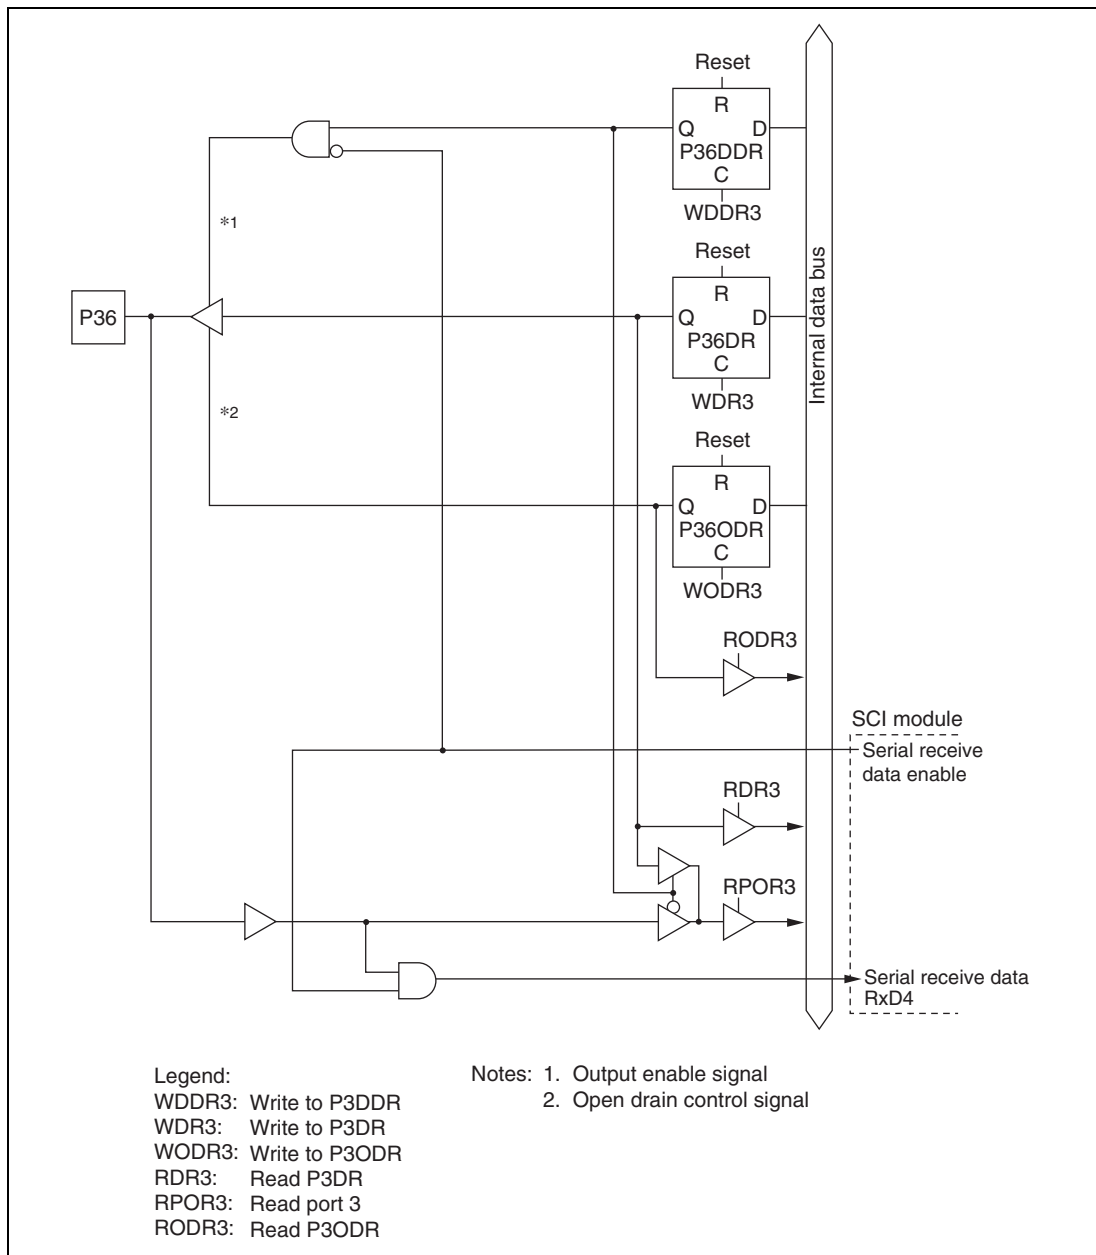 Reset
R
Q D
P36DDR
C
WDDR3
*1
Reset
R
P36
Q D
P36DR
C
WDR3
Internal data bus
*2
Reset
R
Q D
P36ODR
C
WODR3
RODR3
SCI module
Serial receive
data enable
RDR3
RPOR3
Serial receive data
RxD4
Legend:
WDDR3: Write to P3DDR
WDR3: Write to P3DR
WODR3: Write to P3ODR
RDR3: Read P3DR
RPOR3: Read port 3
RODR3: Read P3ODR
Notes: 1. Output enable signal
2. Open drain control signal